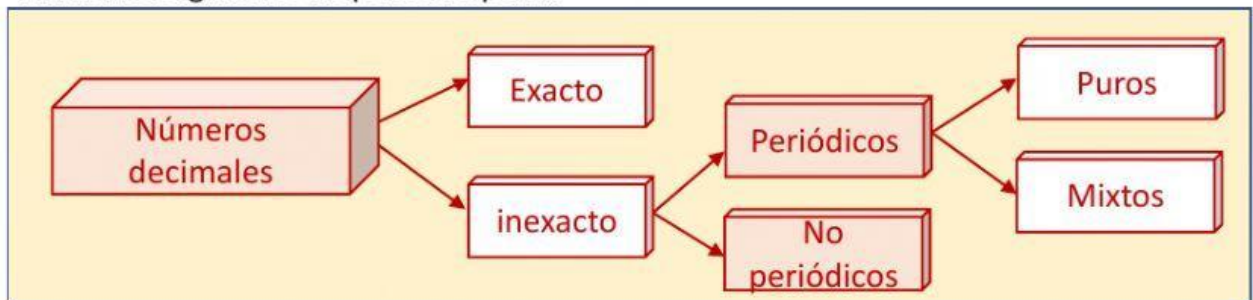 Números
decimales
Exacto
inexacto
Periódicos
No
periódicos
Puros
Mixtos